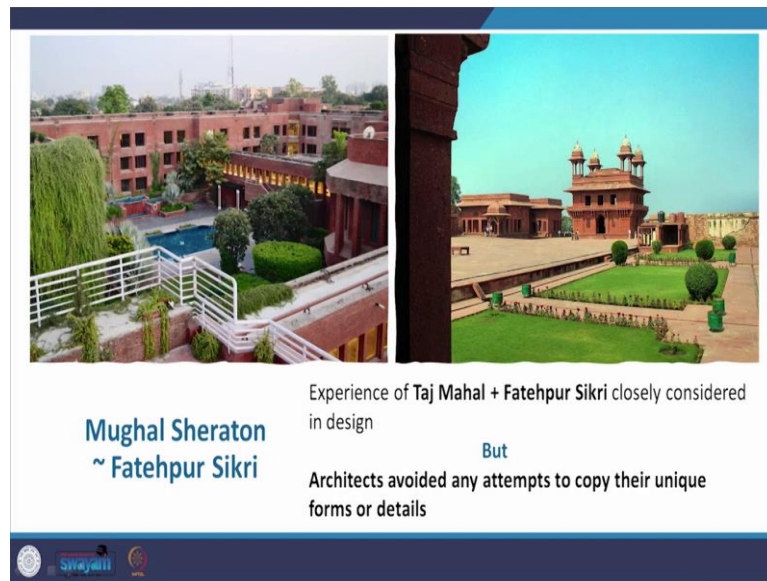 Mughal Sheraton
~ Fatehpur Sikri
Experience of Taj Mahal + Fatehpur Sikri closely considered
in design
But
Architects avoided any attempts to copy their unique
forms or details
swayam